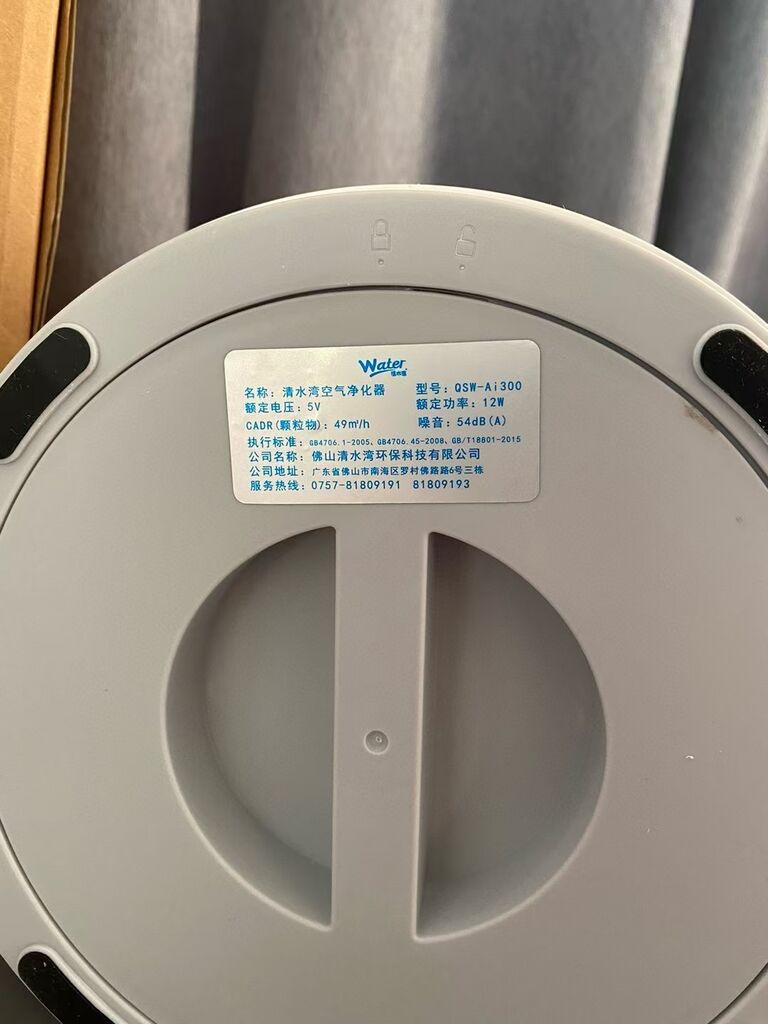 Water
清水湾
名称：清水湾空气净化器 型号：QSW-Ai300
额定电压：5V 额定功率：12W
CADR(颗粒物)：49㎥/h 噪音：54dB(A)
执行标准：GB4706.1-2005、GB4706.45-2008、GB/T18801-2015
公司名称：佛山清水湾环保科技有限公司
公司地址：广东省佛山市南海区罗村佛路路6号三栋
服务热线：0757-81809191 81809193